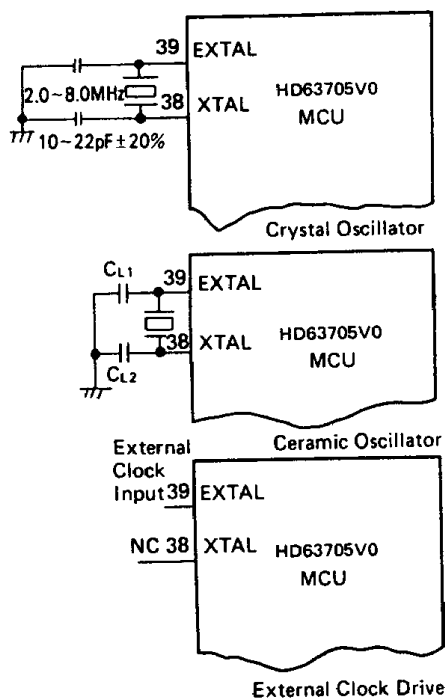 39 EXTAL
2.0~8.0MHz
HD63705V0
MCU
38 XTAL
10~22pF±20%
Crystal Oscillator
CL1
39 EXTAL
38 XTAL
HD63705V0
MCU
CL2
Ceramic Oscillator
External
Clock
Input 39 EXTAL
NC 38 XTAL
HD63705V0
MCU
External Clock Drive